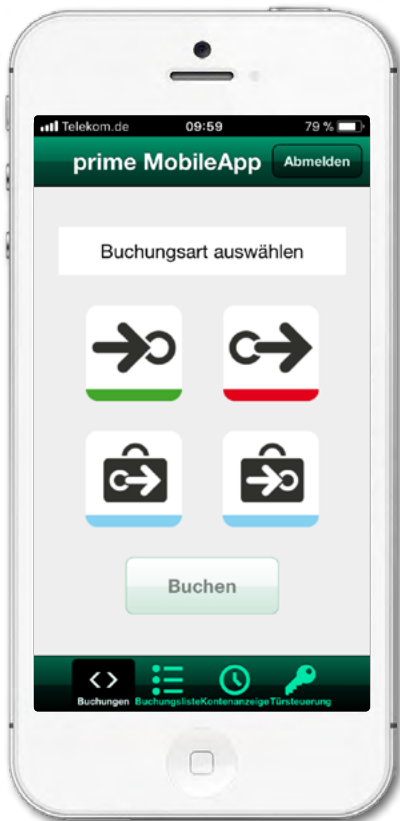 Telekom.de 09:59 79 %
prime MobileApp Abmelden
Buchungsart auswählen
Buchen
Buchungen Buchungsliste Kontenanzeige Türsteuerung